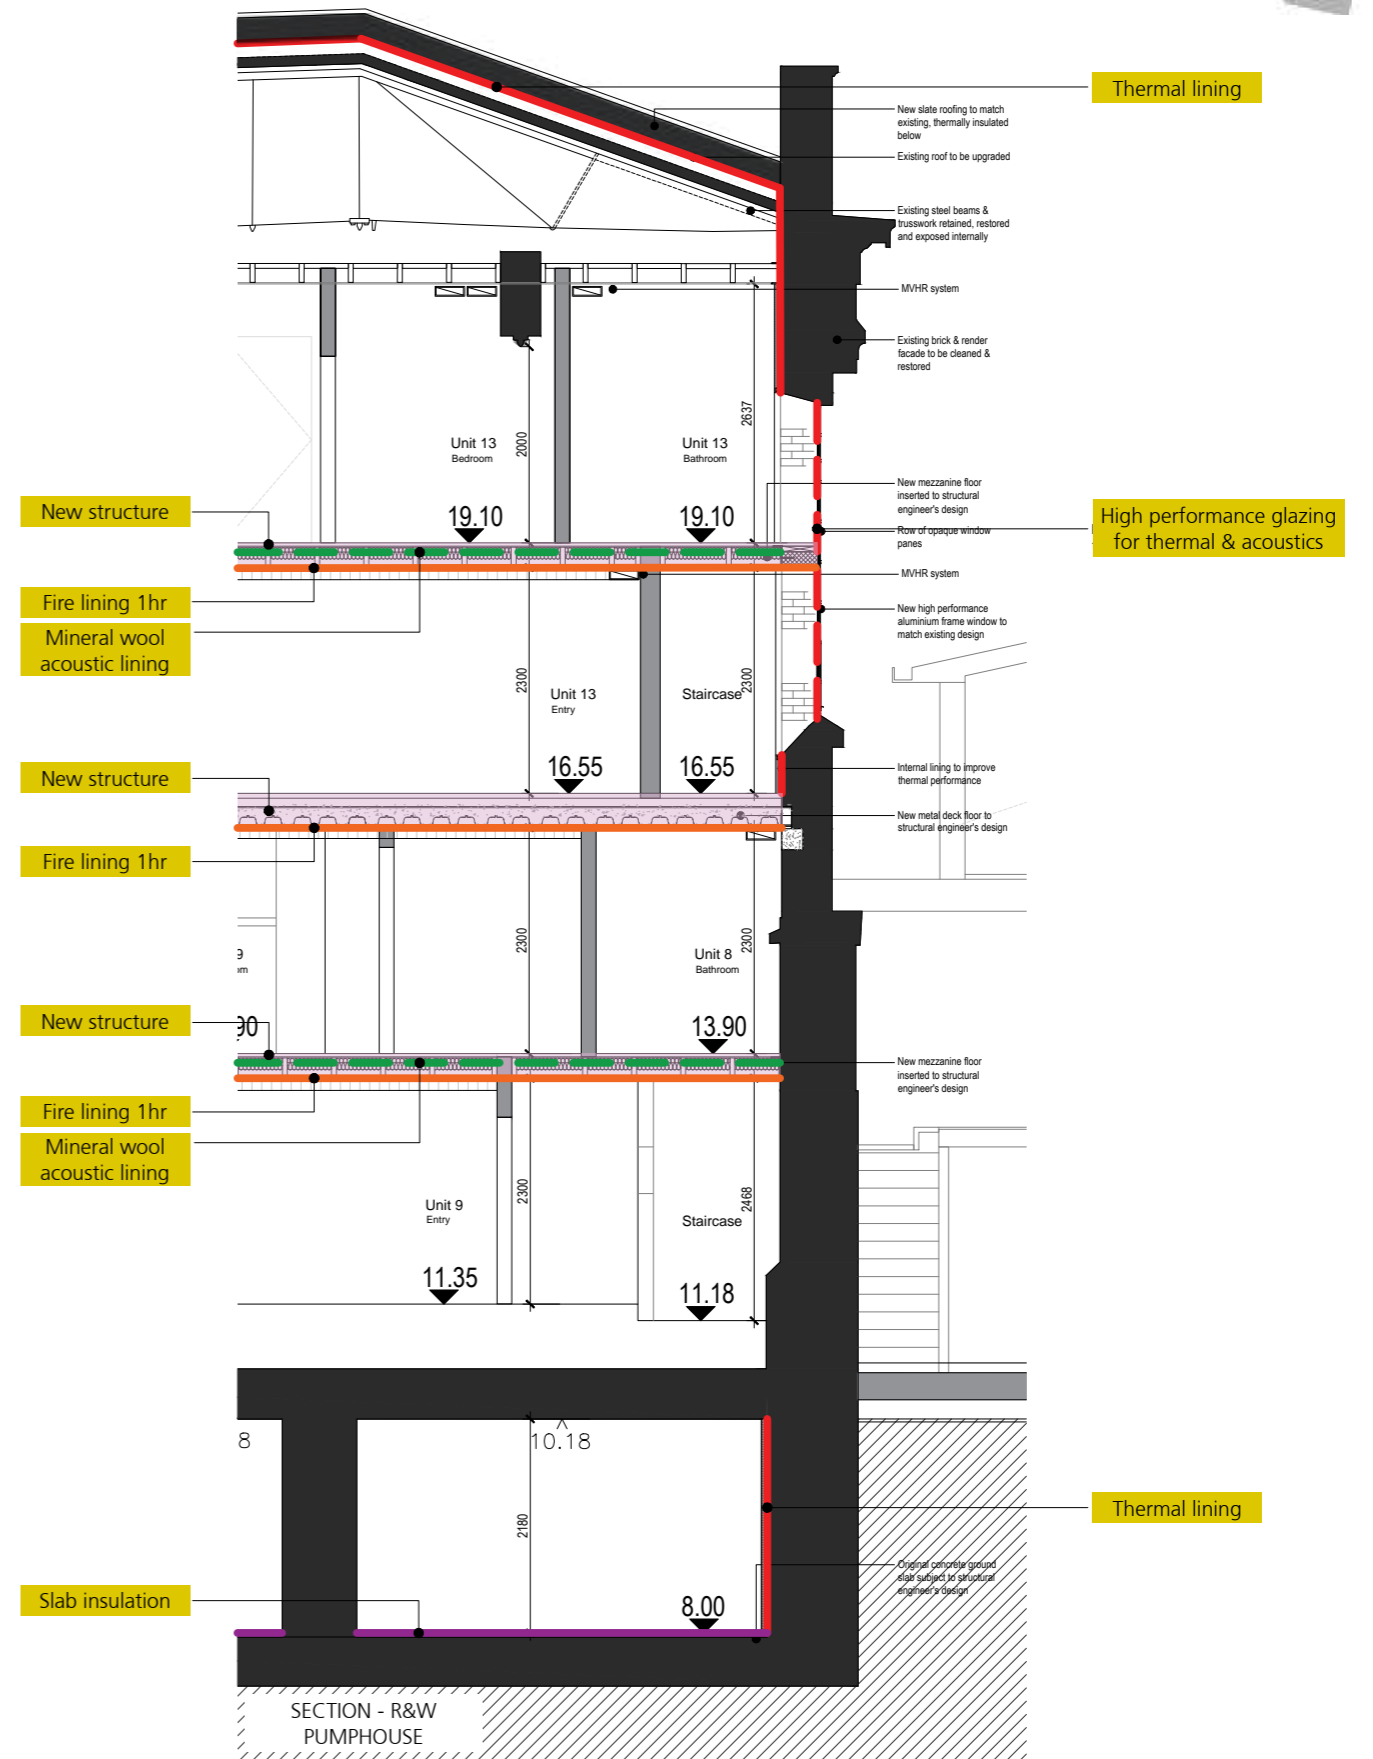 Thermal lining
New slate roofing to match
existing, thermally insulated
below
Existing roof to be upgraded
Existing steel beams &
trusswork retained, restored
and exposed internally
MVHR system
Existing brick & render
facade to be cleaned &
restored
2637
2000
Unit 13
Bedroom
Unit 13
Bathroom
New mezzanine floor
inserted to structural
engineer's design
New structure
19.10
19.10
High performance glazing
for thermal & acoustics
Row of opaque window
panes
MVHR system
Fire lining 1hr
Mineral wool
acoustic lining
New high performance
aluminium frame window to
match existing design
2300
2300
Unit 13
Entry
Staircase
16.55
16.55
New structure
Internal lining to improve
thermal performance
New metal deck floor to
structural engineer's design
Fire lining 1hr
2300
2300
9
om
Unit 8
Bathroom
New structure
90
13.90
New mezzanine floor
inserted to structural
engineer's design
Fire lining 1hr
Mineral wool
acoustic lining
2300
2468
Unit 9
Entry
Staircase
11.35
11.18
8
10.18
2180
Thermal lining
Original concrete ground
slab subject to structural
engineer's design
Slab insulation
8.00
SECTION - R&W
PUMPHOUSE